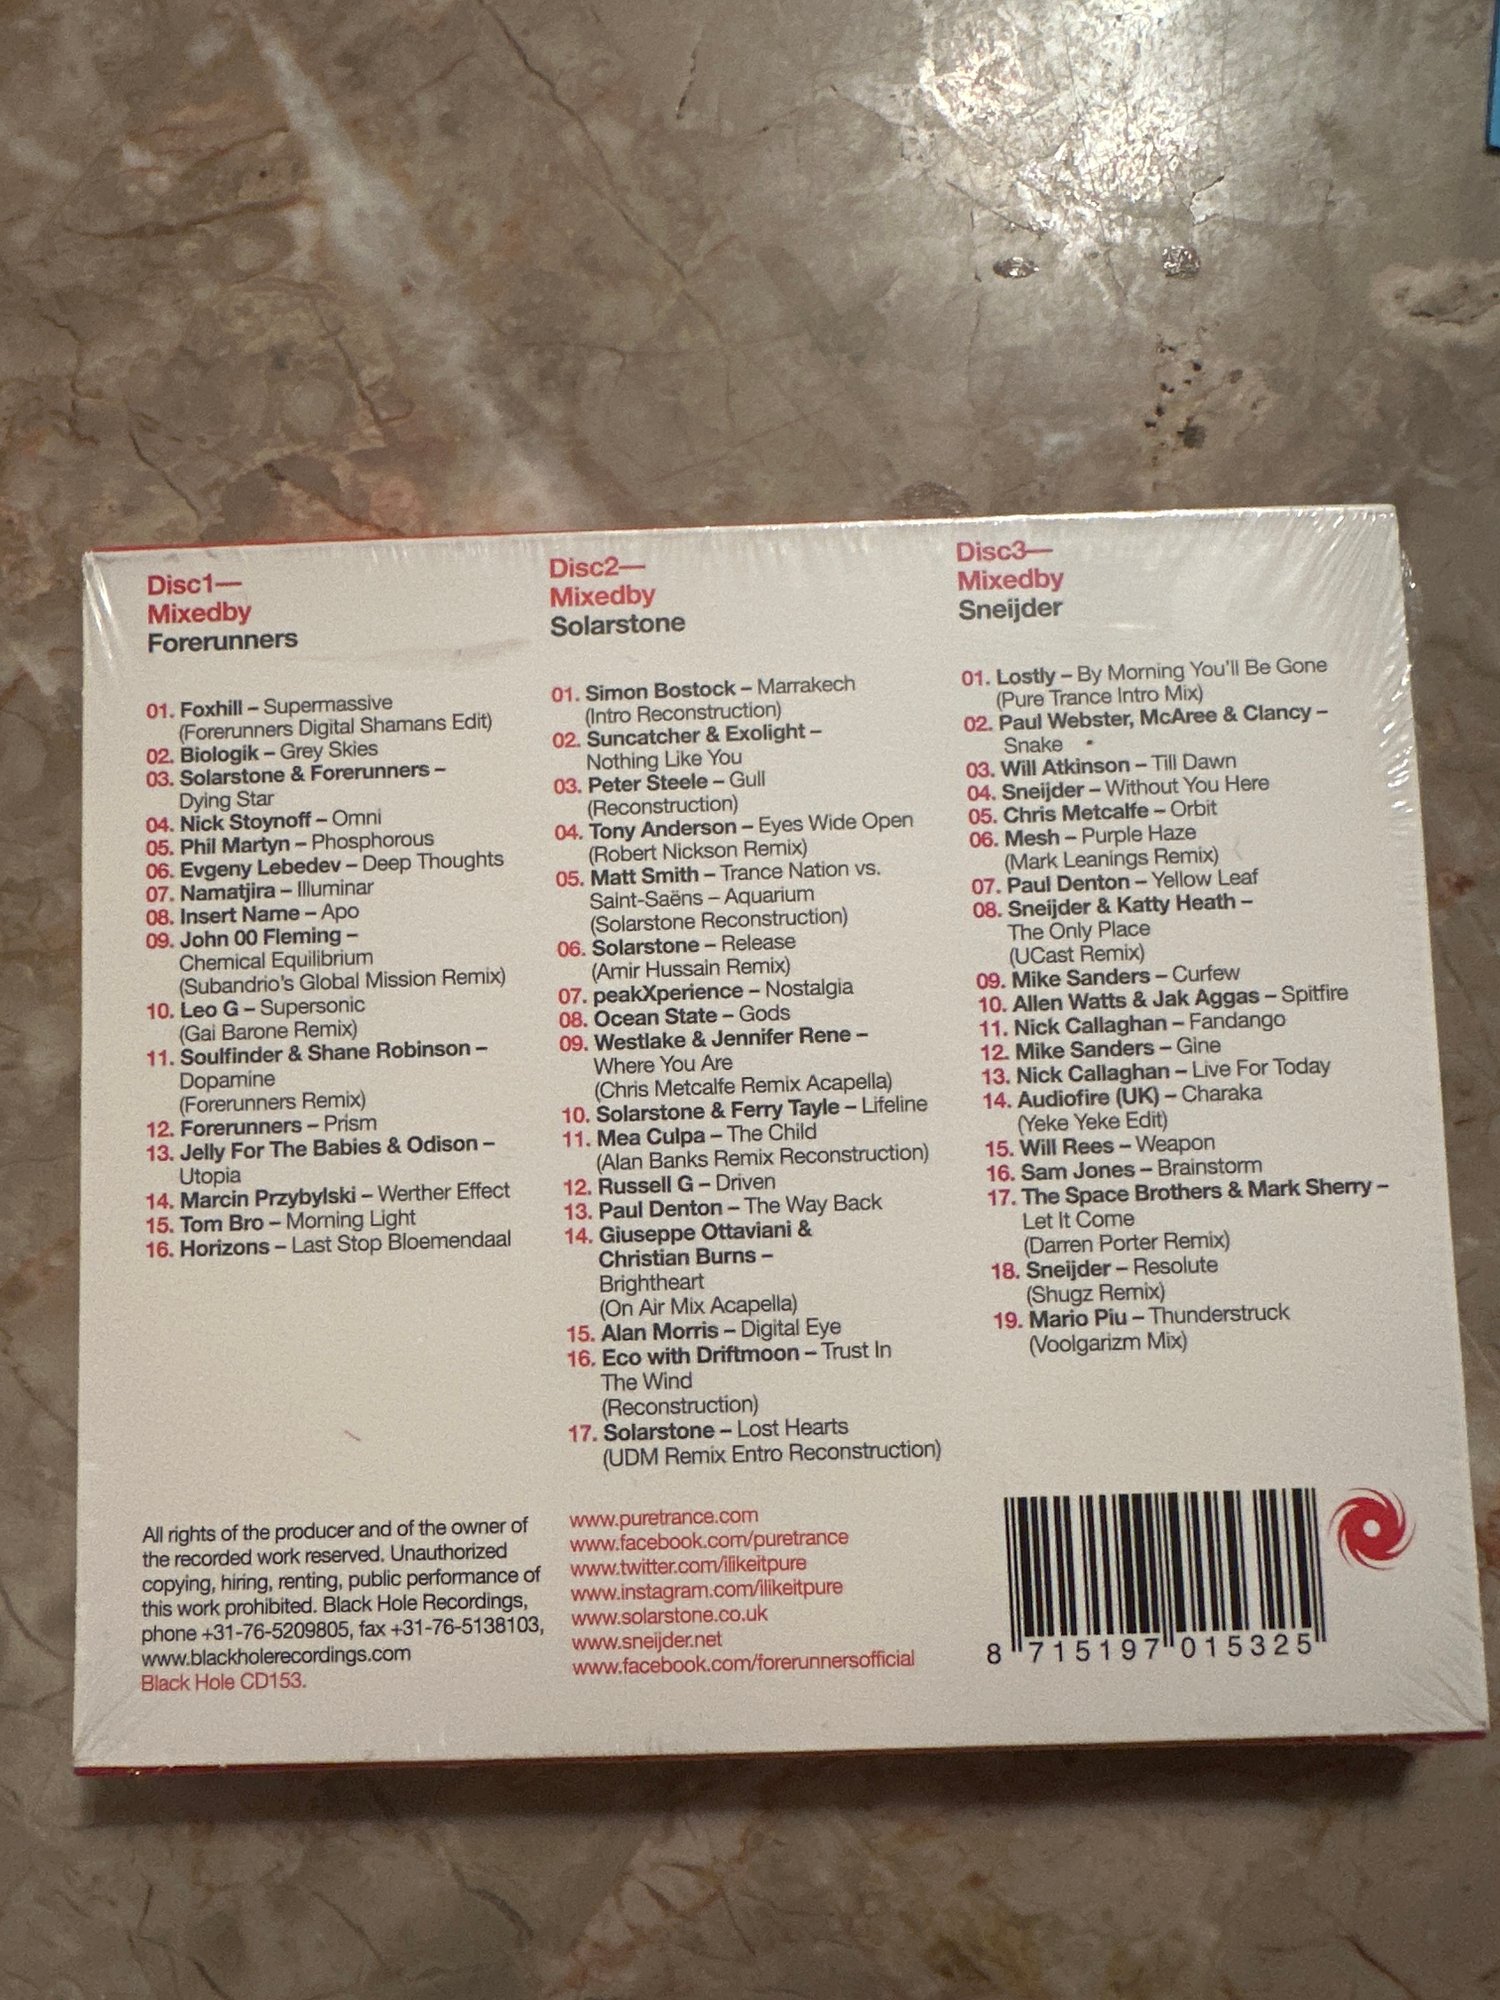 Disc1—
Mixedby
Forerunners
01. Foxhill – Supermassive
(Forerunners Digital Shamans Edit)
02. Biologik – Grey Skies
03. Solarstone & Forerunners –
Dying Star
04. Nick Stoynoff – Omni
05. Phil Martyn – Phosphorous
06. Evgeny Lebedev – Deep Thoughts
07. Namatjira – Illuminar
08. Insert Name – Apo
09. John 00 Fleming –
Chemical Equilibrium
(Subandrio's Global Mission Remix)
10. Leo G – Supersonic
(Gai Barone Remix)
11. Soulfinder & Shane Robinson –
Dopamine
(Forerunners Remix)
12. Forerunners – Prism
13. Jelly For The Babies & Odison –
Utopia
14. Marcin Przybylski – Werther Effect
15. Tom Bro – Morning Light
16. Horizons – Last Stop Bloemendaal
Disc2—
Mixedby
Solarstone
01. Simon Bostock – Marrakech
(Intro Reconstruction)
02. Suncatcher & Exolight –
Nothing Like You
03. Peter Steele – Gull
(Reconstruction)
04. Tony Anderson – Eyes Wide Open
(Robert Nickson Remix)
05. Matt Smith – Trance Nation vs.
Saint-Saëns – Aquarium
(Solarstone Reconstruction)
06. Solarstone – Release
(Amir Hussain Remix)
07. peakXperience – Nostalgia
08. Ocean State – Gods
09. Westlake & Jennifer Rene –
Where You Are
(Chris Metcalfe Remix Acapella)
10. Solarstone & Ferry Tayle – Lifeline
11. Mea Culpa – The Child
(Alan Banks Remix Reconstruction)
12. Russell G – Driven
13. Paul Denton – The Way Back
14. Giuseppe Ottaviani &
Christian Burns –
Brightheart
(On Air Mix Acapella)
15. Alan Morris – Digital Eye
16. Eco with Driftmoon – Trust In
The Wind
(Reconstruction)
17. Solarstone – Lost Hearts
(UDM Remix Entro Reconstruction)
Disc3—
Mixedby
Sneijder
01. Lostly – By Morning You'll Be Gone
(Pure Trance Intro Mix)
02. Paul Webster, McAree & Clancy –
Snake
03. Will Atkinson – Till Dawn
04. Sneijder – Without You Here
05. Chris Metcalfe – Orbit
06. Mesh – Purple Haze
(Mark Leanings Remix)
07. Paul Denton – Yellow Leaf
08. Sneijder & Katty Heath –
The Only Place
(UCast Remix)
09. Mike Sanders – Curfew
10. Allen Watts & Jak Aggas – Spitfire
11. Nick Callaghan – Fandango
12. Mike Sanders – Gine
13. Nick Callaghan – Live For Today
14. Audiofire (UK) – Charaka
(Yeke Yeke Edit)
15. Will Rees – Weapon
16. Sam Jones – Brainstorm
17. The Space Brothers & Mark Sherry –
Let It Come
(Darren Porter Remix)
18. Sneijder – Resolute
(Shugz Remix)
19. Mario Piu – Thunderstruck
(Voolgarizm Mix)
All rights of the producer and of the owner of
the recorded work reserved. Unauthorized
copying, hiring, renting, public performance of
this work prohibited. Black Hole Recordings,
phone +31-76-5209805, fax +31-76-5138103,
www.blackholerecordings.com
Black Hole CD153.
www.puretrance.com
www.facebook.com/puretrance
www.twitter.com/ilikeitpure
www.instagram.com/ilikeitpure
www.solarstone.co.uk
www.sneijder.net
www.facebook.com/forerunnersofficial
8 715197 015325